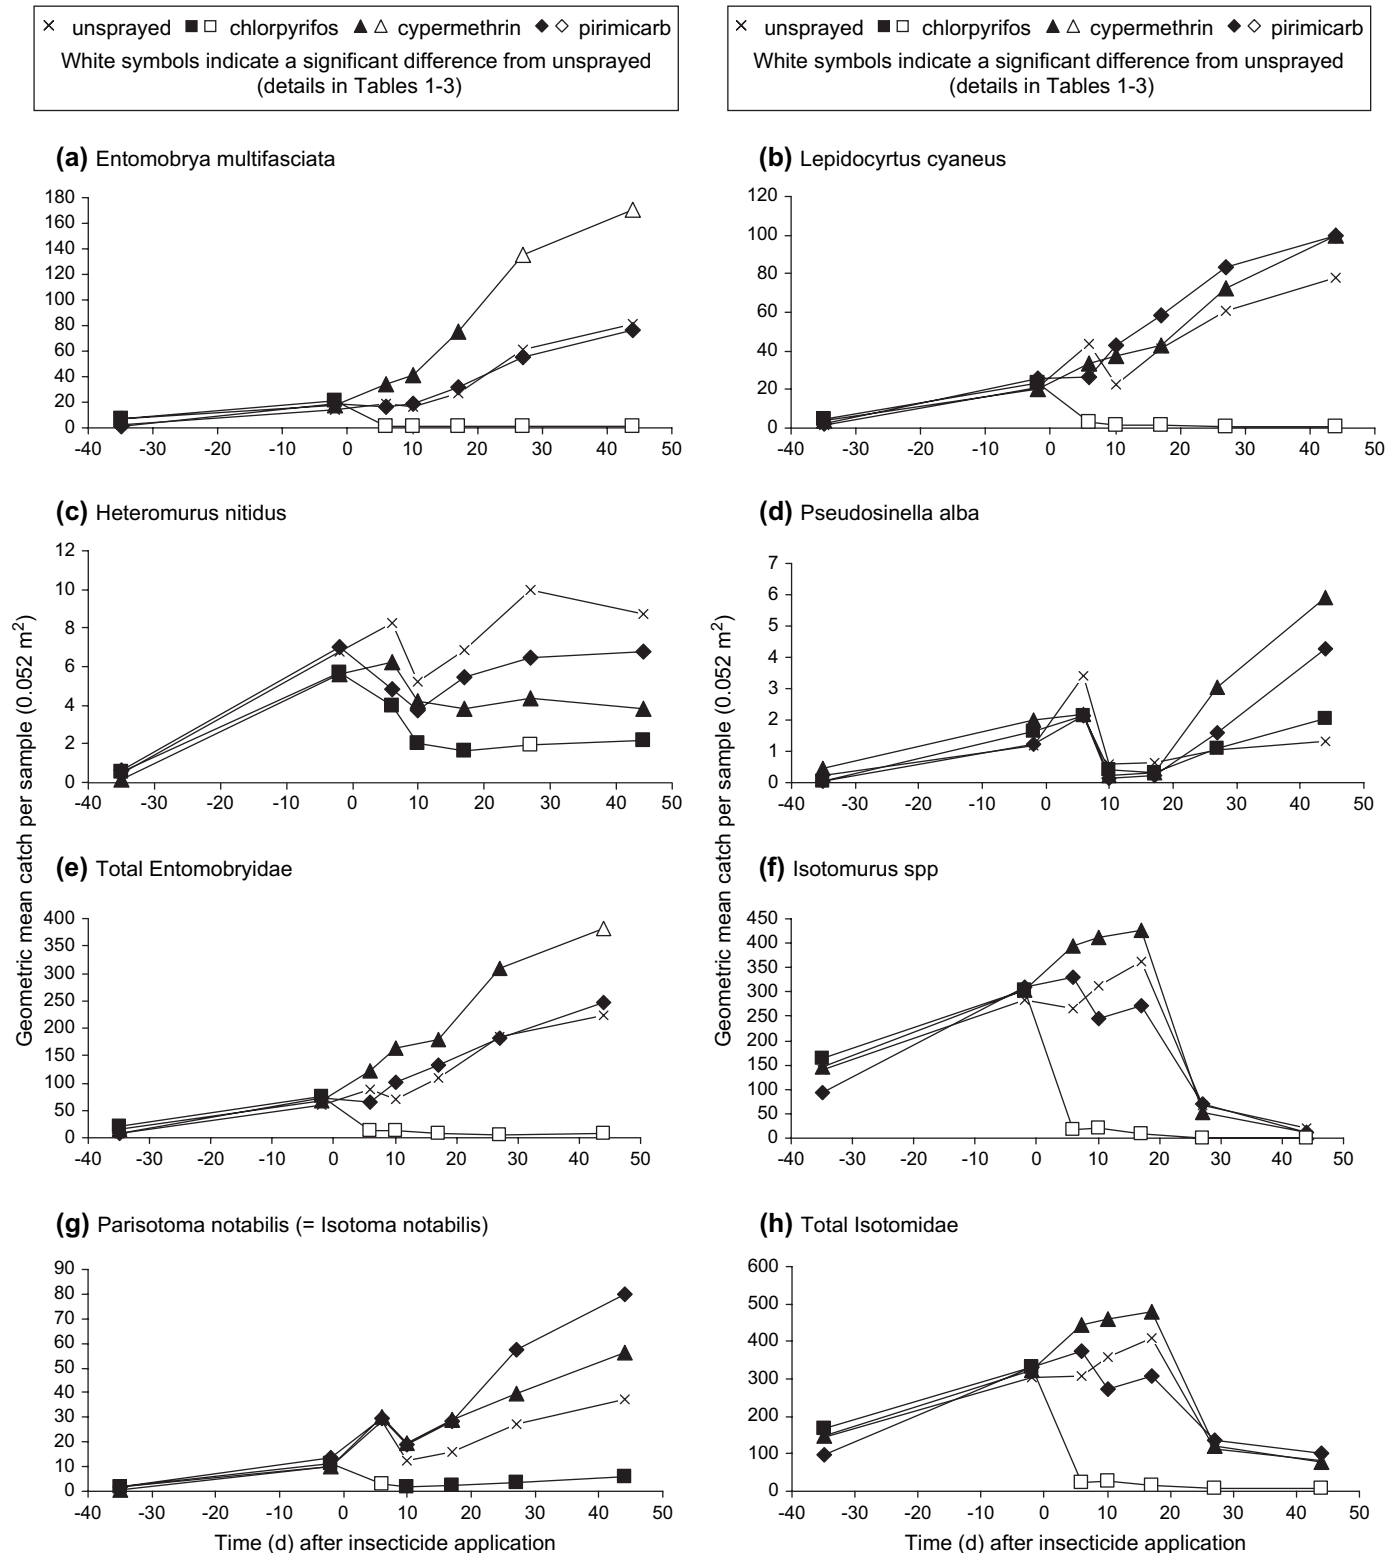 × unsprayed ■ □ chlorpyrifos ▲ △ cypermethrin ◆ ◇ pirimicarb
White symbols indicate a significant difference from unsprayed
(details in Tables 1-3)
× unsprayed ■ □ chlorpyrifos ▲ △ cypermethrin ◆ ◇ pirimicarb
White symbols indicate a significant difference from unsprayed
(details in Tables 1-3)
Geometric mean catch per sample (0.052 m²)
Geometric mean catch per sample (0.052 m²)
(a) Entomobrya multifasciata
180
160
140
120
100
80
60
40
20
0
-40 -30 -20 -10 0 10 20 30 40 50
(b) Lepidocyrtus cyaneus
120
100
80
60
40
20
0
-40 -30 -20 -10 0 10 20 30 40 50
(c) Heteromurus nitidus
12
10
8
6
4
2
0
-40 -30 -20 -10 0 10 20 30 40 50
(d) Pseudosinella alba
7
6
5
4
3
2
1
0
-40 -30 -20 -10 0 10 20 30 40 50
(e) Total Entomobryidae
400
350
300
250
200
150
100
50
0
-40 -30 -20 -10 0 10 20 30 40 50
(f) Isotomurus spp
450
400
350
300
250
200
150
100
50
0
-40 -30 -20 -10 0 10 20 30 40 50
(g) Parisotoma notabilis (= Isotoma notabilis)
90
80
70
60
50
40
30
20
10
0
-40 -30 -20 -10 0 10 20 30 40 50
Time (d) after insecticide application
(h) Total Isotomidae
600
500
400
300
200
100
0
-40 -30 -20 -10 0 10 20 30 40 50
Time (d) after insecticide application